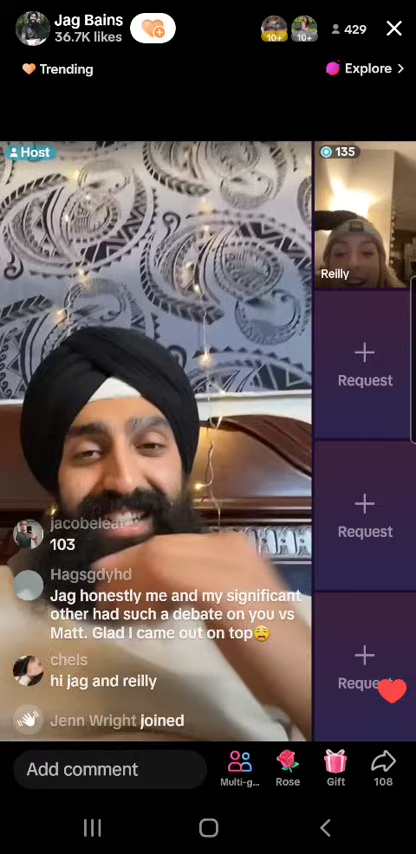 Jag Bains
36.7K likes
10+
10+
429
Trending
Explore >
Host
135
Reilly
+
Request
+
Request
+
Request
jacobelea
103
Hagsgdyhd
Jag honestly me and my significant
other had such a debate on you vs
Matt. Glad I came out on top😩
chels
hi jag and reilly
Jenn Wright joined
Add comment
Multi-g...
Rose
Gift
108